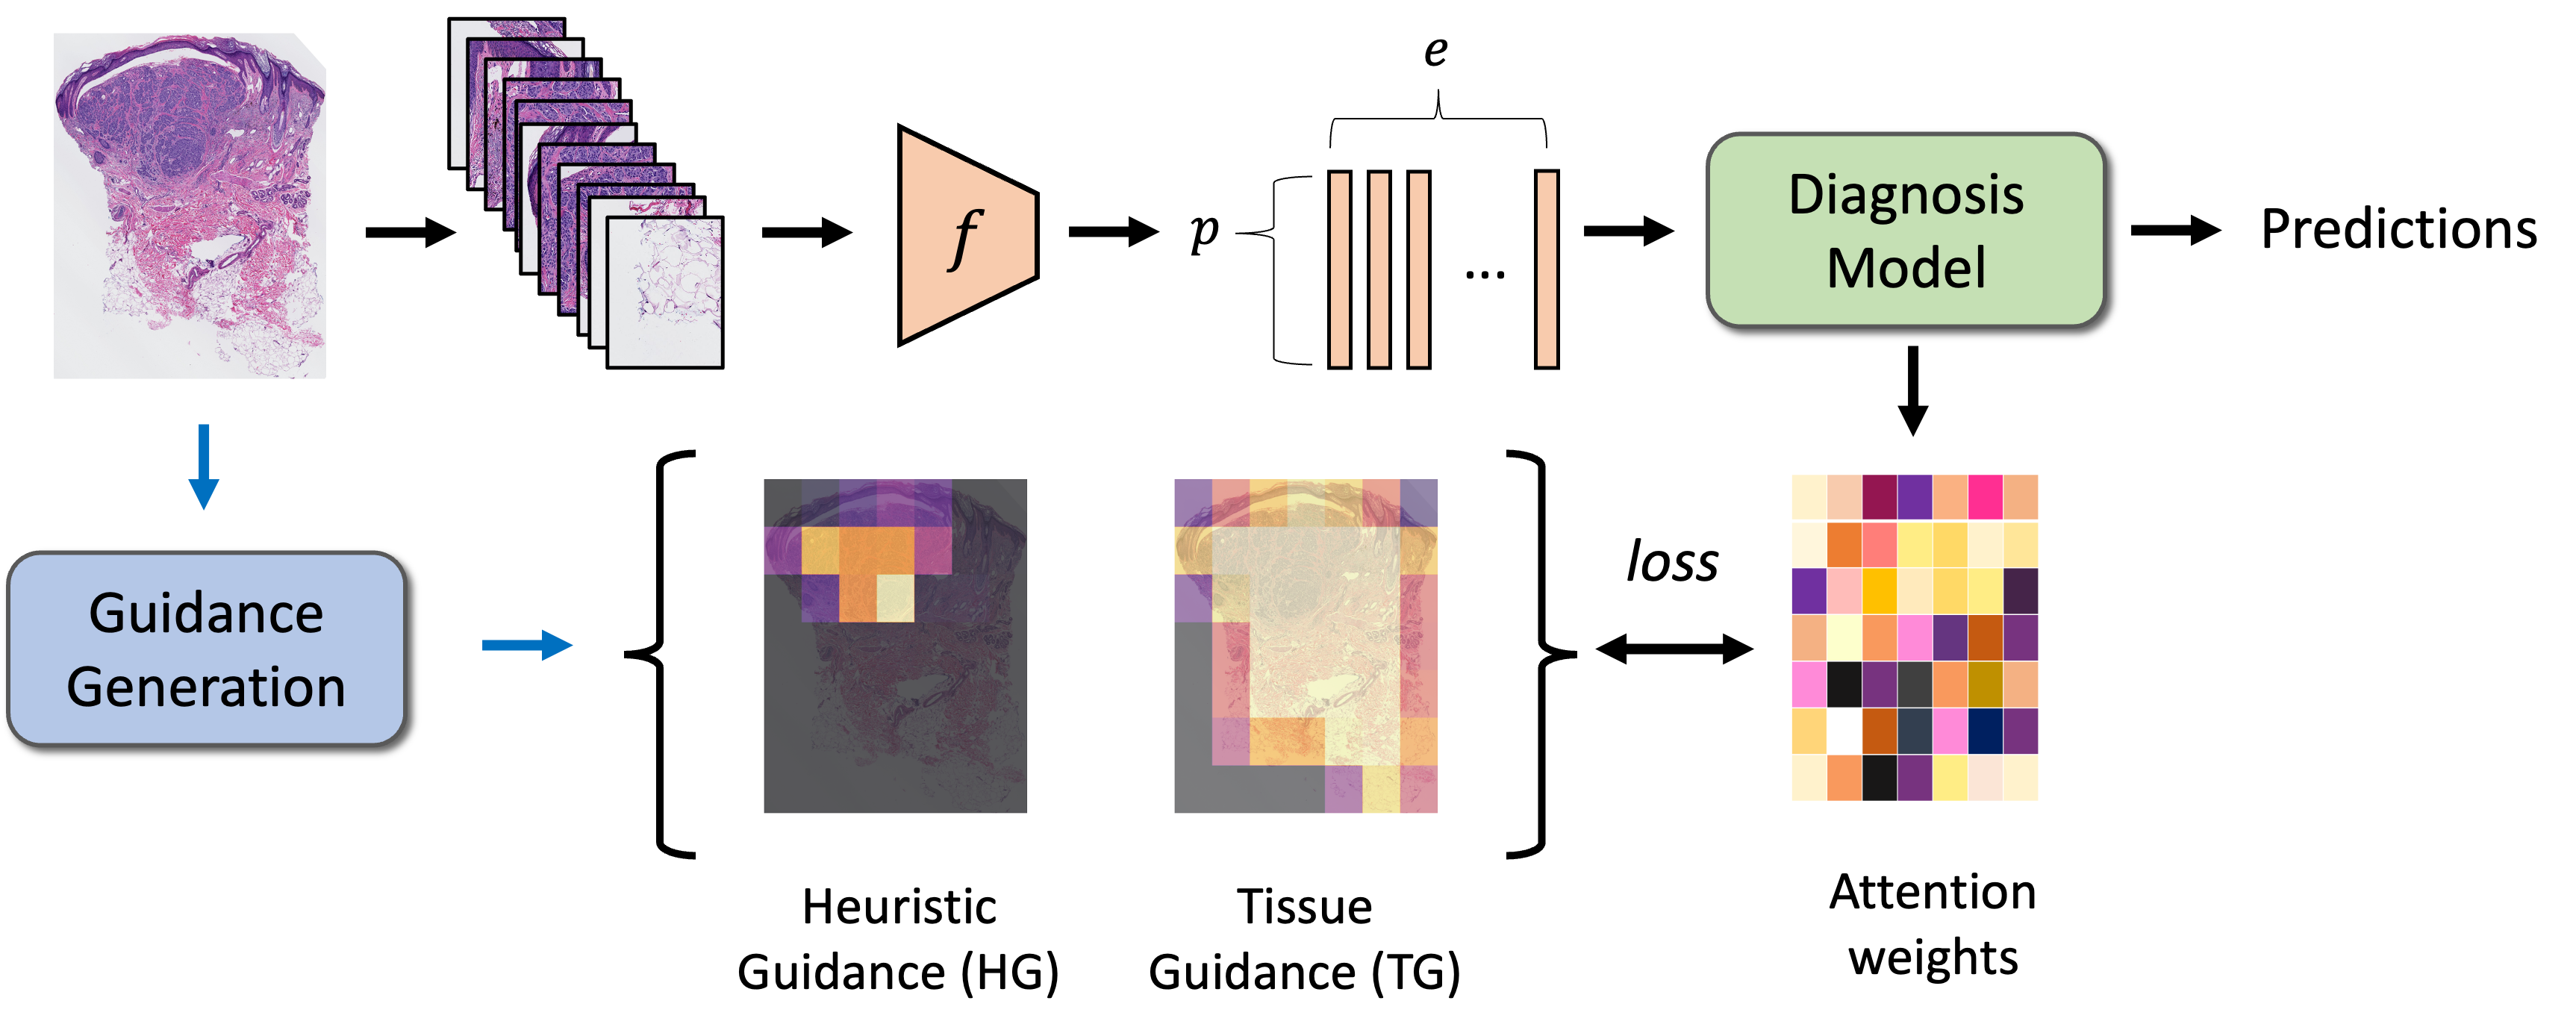 e
f
p
...
Diagnosis
Model
Predictions
Guidance
Generation
loss
Heuristic
Guidance (HG)
Tissue
Guidance (TG)
Attention
weights